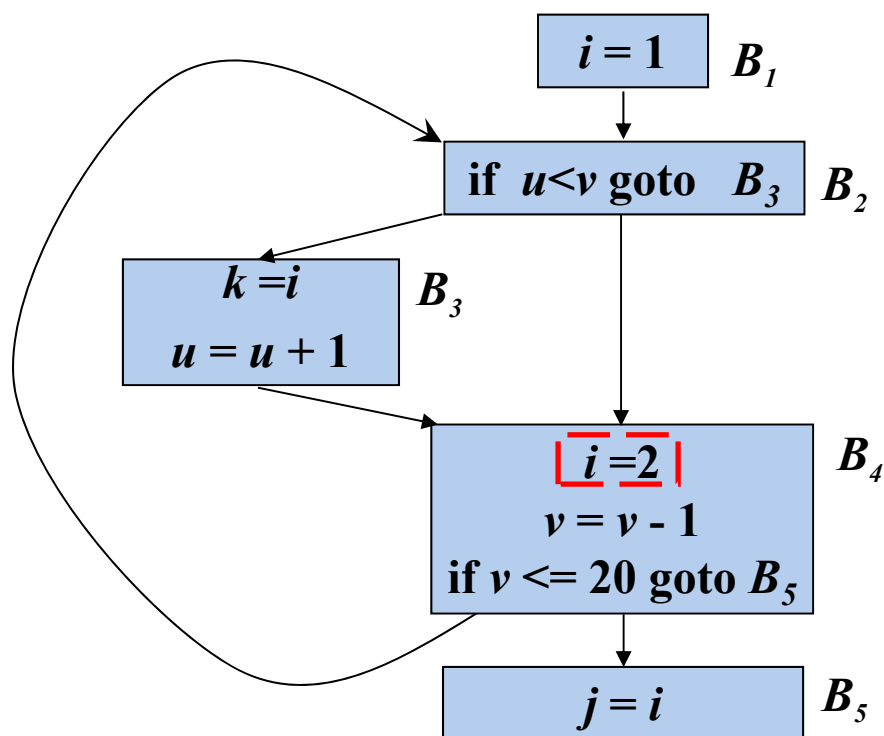 i = 1
B₁
if u<v goto B₃
B₂
k =i
u = u + 1
B₃
i =2
v = v - 1
if v <= 20 goto B₅
B₄
j = i
B₅